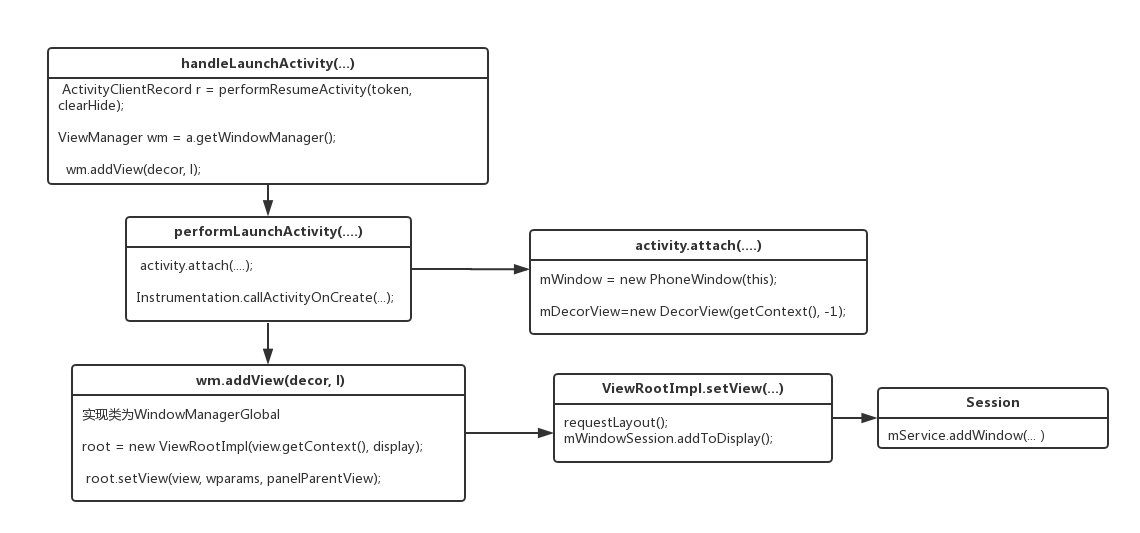 handleLaunchActivity(...)
ActivityClientRecord r = performResumeActivity(token,
clearHide);
ViewManager wm = a.getWindowManager();
wm.addView(decor, l);
performLaunchActivity(....)
activity.attach(....);
Instrumentation.callActivityOnCreate(...);
activity.attach(....)
mWindow = new PhoneWindow(this);
mDecorView=new DecorView(getContext(), -1);
wm.addView(decor, l)
实现类为WindowManagerGlobal
root = new ViewRootImpl(view.getContext(), display);
root.setView(view, wparams, panelParentView);
ViewRootImpl.setView(...)
requestLayout();
mWindowSession.addToDisplay();
Session
mService.addWindow(... )